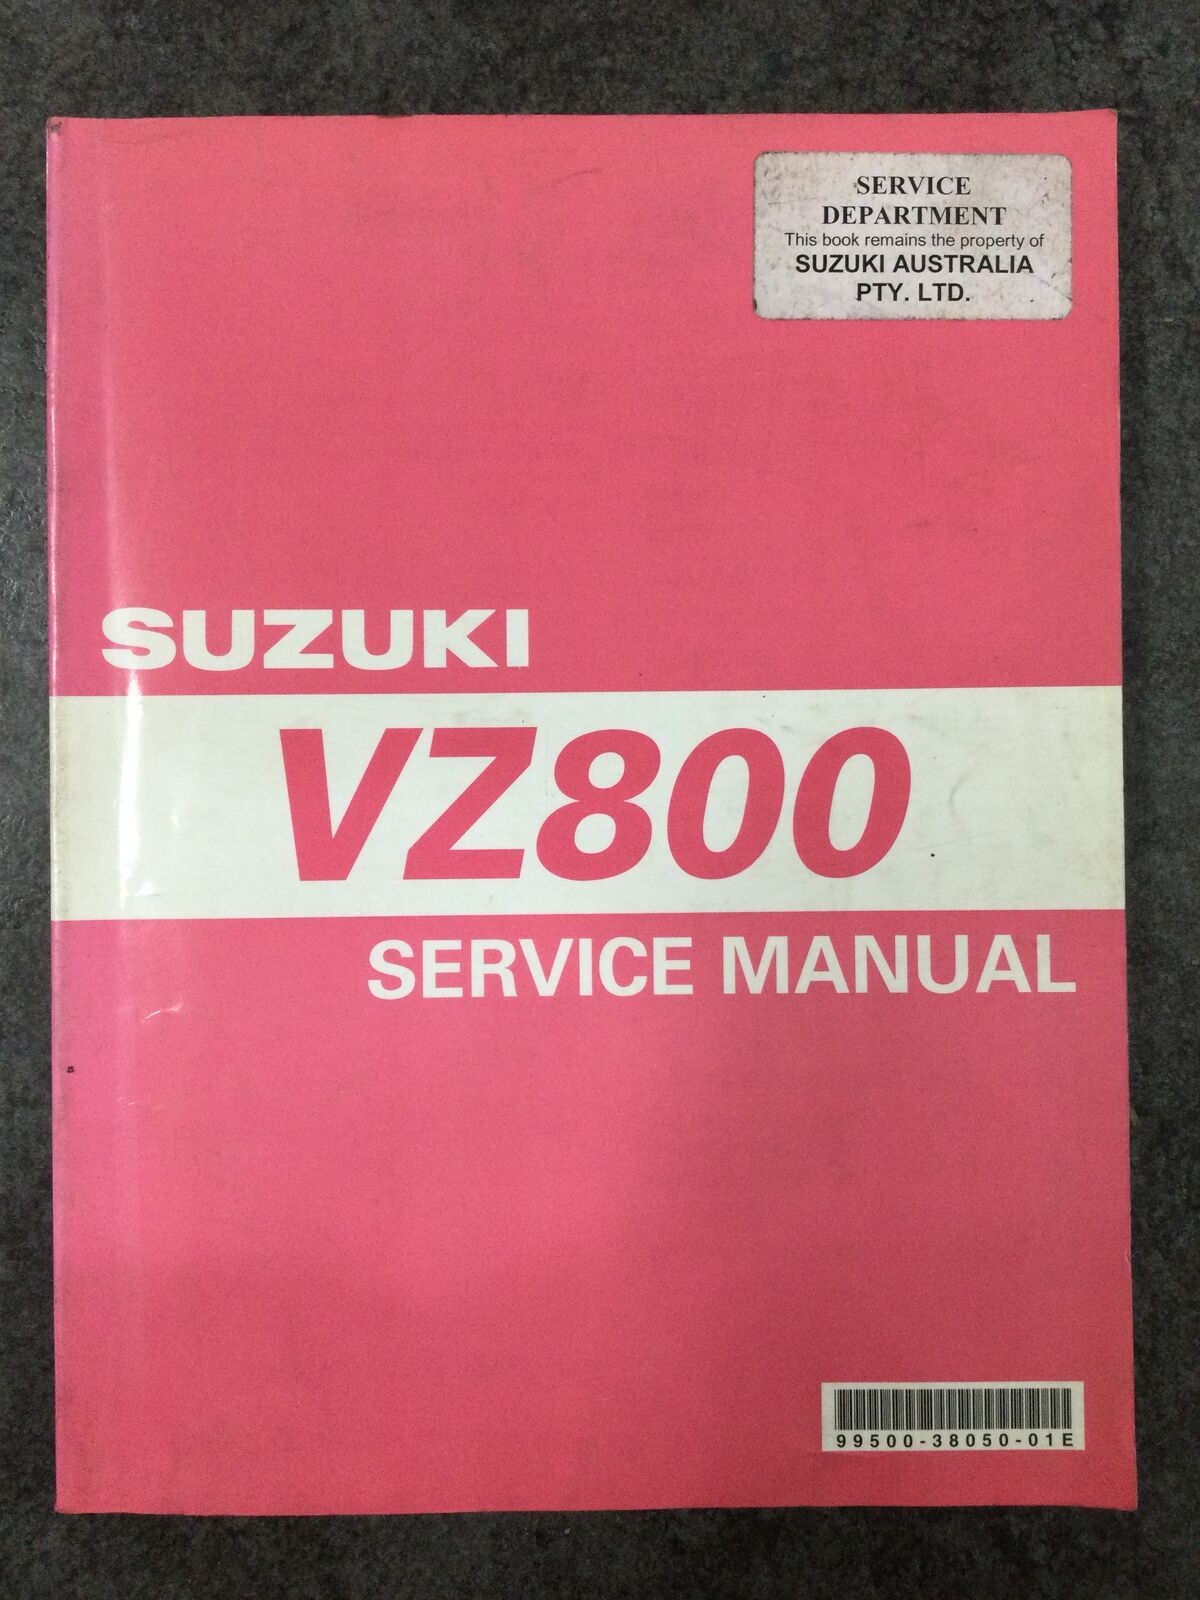 SERVICE
DEPARTMENT
This book remains the property of
SUZUKI AUSTRALIA
PTY. LTD.
SUZUKI
VZ800
SERVICE MANUAL
99500-38050-01E